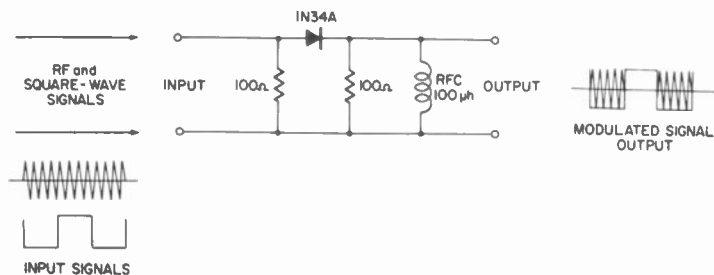 IN34A
RF and
SQUARE-WAVE
SIGNALS
INPUT
100Ω
100Ω
RFC
100 μh
OUTPUT
MODULATED SIGNAL
OUTPUT
INPUT SIGNALS